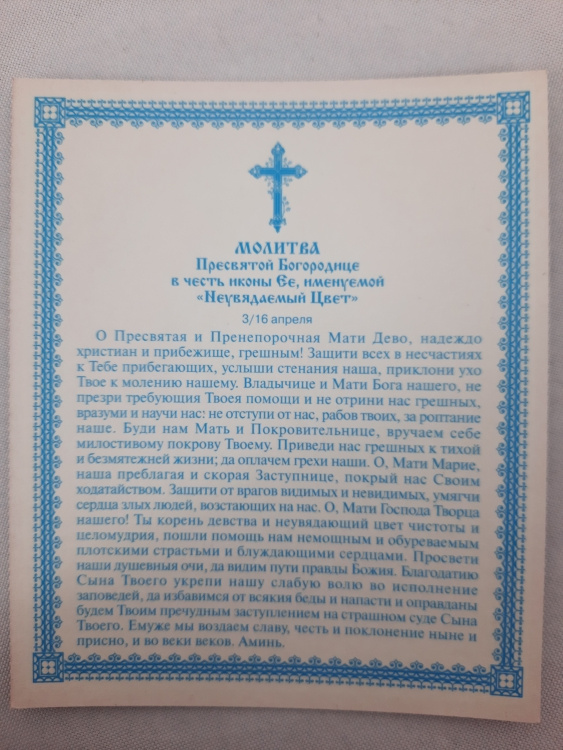 МОЛИТВА
Пресвятой Богородице
в честь иконы Ее, именуемой
«Неувядаемый Цвет»
3/16 апреля
О Пресвятая и Пренепорочная Мати Дево, надеждо
христиан и прибежище, грешным! Защити всех в несчастиях
к Тебе прибегающих, услыши стенания наша, приклони ухо
Твое к молению нашему. Владычице и Мати Бога нашего, не
презри требующия Твоея помощи и не отрини нас грешных,
вразуми и научи нас: не отступи от нас, рабов твоих, за роптание
наше. Буди нам Мать и Покровительнице, вручаем себе
милостивому покрову Твоему. Приведи нас грешных к тихой
и безмятежней жизни; да оплачем грехи наши. О, Мати Марие,
наша преблагая и скорая Заступнице, покрый нас Своим
ходатайством. Защити от врагов видимых и невидимых, умягчи
сердца злых людей, возстающих на нас. О, Мати Господа Творца
нашего! Ты корень девства и неувядающий цвет чистоты и
целомудрия, пошли помощь нам немощным и обуреваемым
плотскими страстьми и блуждающими сердцами. Просвети
наши душевныя очи, да видим пути правды Божия. Благодатию
Сына Твоего укрепи нашу слабую волю во исполнение
заповедей, да избавимся от всякия беды и напасти и оправданы
будем Твоим пречудным заступлением на страшном суде Сына
Твоего. Емуже мы воздаем славу, честь и поклонение ныне и
присно, и во веки веков. Аминь.